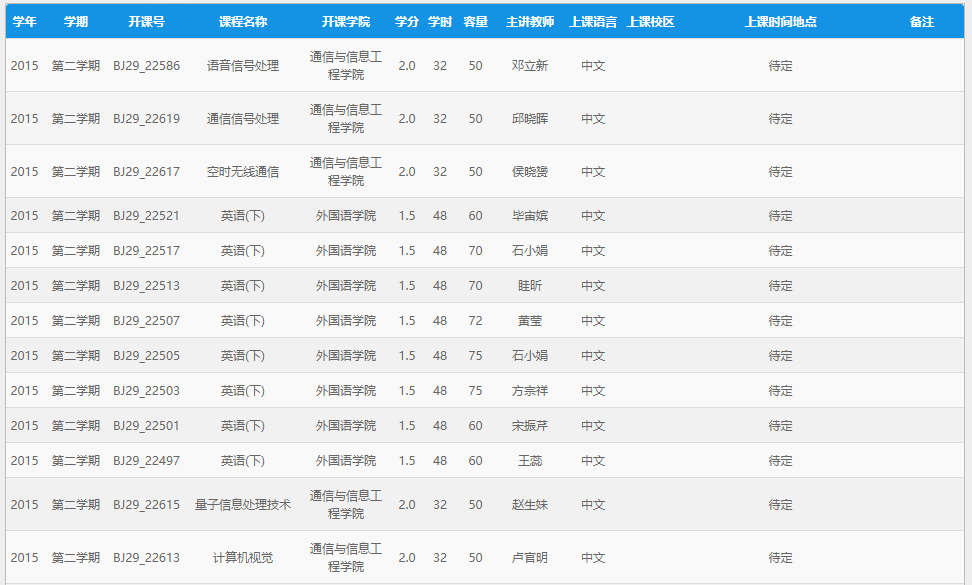 学年 学期 开课号 课程名称 开课学院 学分 学时 容量 主讲教师 上课语言 上课校区 上课时间地点 备注
2015 第二学期 BJ29_22586 语音信号处理 通信与信息工程学院 2.0 32 50 邓立新 中文 待定
2015 第二学期 BJ29_22619 通信信号处理 通信与信息工程学院 2.0 32 50 邱晓晖 中文 待定
2015 第二学期 BJ29_22617 空时无线通信 通信与信息工程学院 2.0 32 50 侯晓赟 中文 待定
2015 第二学期 BJ29_22521 英语(下) 外国语学院 1.5 48 60 毕宙嫔 中文 待定
2015 第二学期 BJ29_22517 英语(下) 外国语学院 1.5 48 70 石小娟 中文 待定
2015 第二学期 BJ29_22513 英语(下) 外国语学院 1.5 48 70 眭昕 中文 待定
2015 第二学期 BJ29_22507 英语(下) 外国语学院 1.5 48 72 黄莹 中文 待定
2015 第二学期 BJ29_22505 英语(下) 外国语学院 1.5 48 75 石小娟 中文 待定
2015 第二学期 BJ29_22503 英语(下) 外国语学院 1.5 48 75 方宗祥 中文 待定
2015 第二学期 BJ29_22501 英语(下) 外国语学院 1.5 48 60 宋振芹 中文 待定
2015 第二学期 BJ29_22497 英语(下) 外国语学院 1.5 48 60 王蕊 中文 待定
2015 第二学期 BJ29_22615 量子信息处理技术 通信与信息工程学院 2.0 32 50 赵生妹 中文 待定
2015 第二学期 BJ29_22613 计算机视觉 通信与信息工程学院 2.0 32 50 卢官明 中文 待定